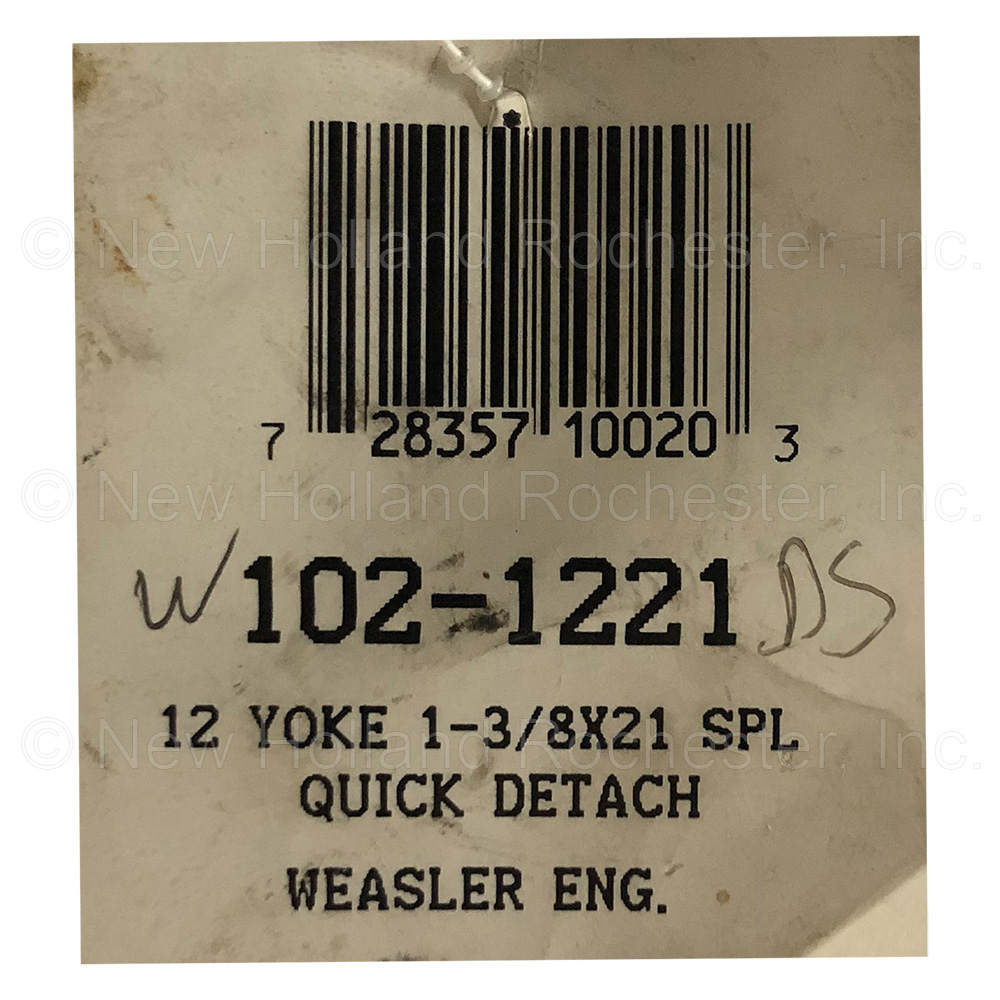 © New Holland Rochester, Inc.
7 28357 10020 3
© New Holland Rochester, Inc.
W 102-1221 DS
12 YOKE 1-3/8X21 SPL
© New Holland Rochester, Inc.
QUICK DETACH
WEASLER ENG.